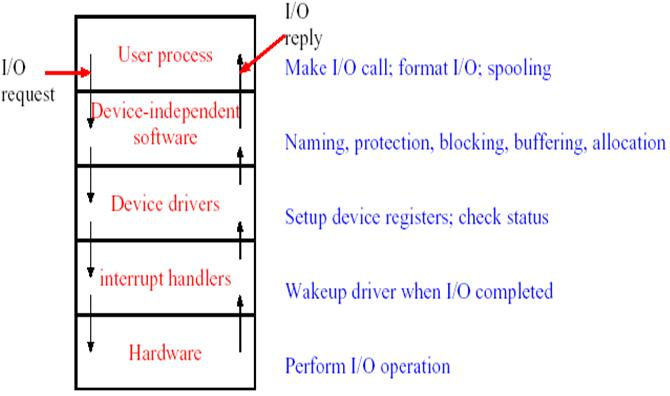 I/O
reply
I/O
request
User process
Make I/O call; format I/O; spooling
Device-independent
software
Naming, protection, blocking, buffering, allocation
Device drivers
Setup device registers; check status
interrupt handlers
Wakeup driver when I/O completed
Hardware
Perform I/O operation